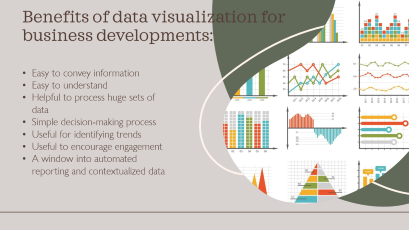 Benefits of data visualization for
business developments:
• Easy to convey information
• Easy to understand
• Helpful to process huge sets of
data
• Simple decision-making process
• Useful for identifying trends
• Useful to encourage engagement
• A window into automated
reporting and contextualized data